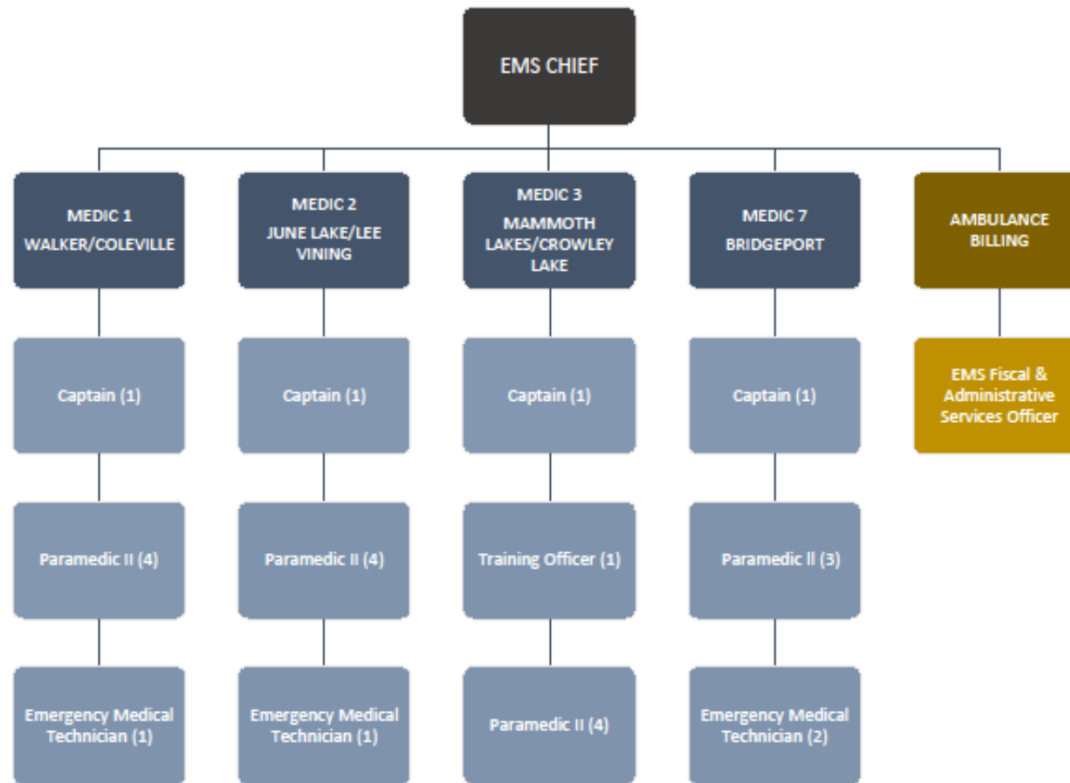 EMS CHIEF
MEDIC 1
WALKER/COLEVILLE
MEDIC 2
JUNE LAKE/LEE
VINING
MEDIC 3
MAMMOTH
LAKES/CROWLEY
LAKE
MEDIC 7
BRIDGEPORT
AMBULANCE
BILLING
Captain (1)
Captain (1)
Captain (1)
Captain (1)
EMS Fiscal &
Administrative
Services Officer
Paramedic II (4)
Paramedic II (4)
Training Officer (1)
Paramedic ll (3)
Emergency Medical
Technician (1)
Emergency Medical
Technician (1)
Paramedic II (4)
Emergency Medical
Technician (2)